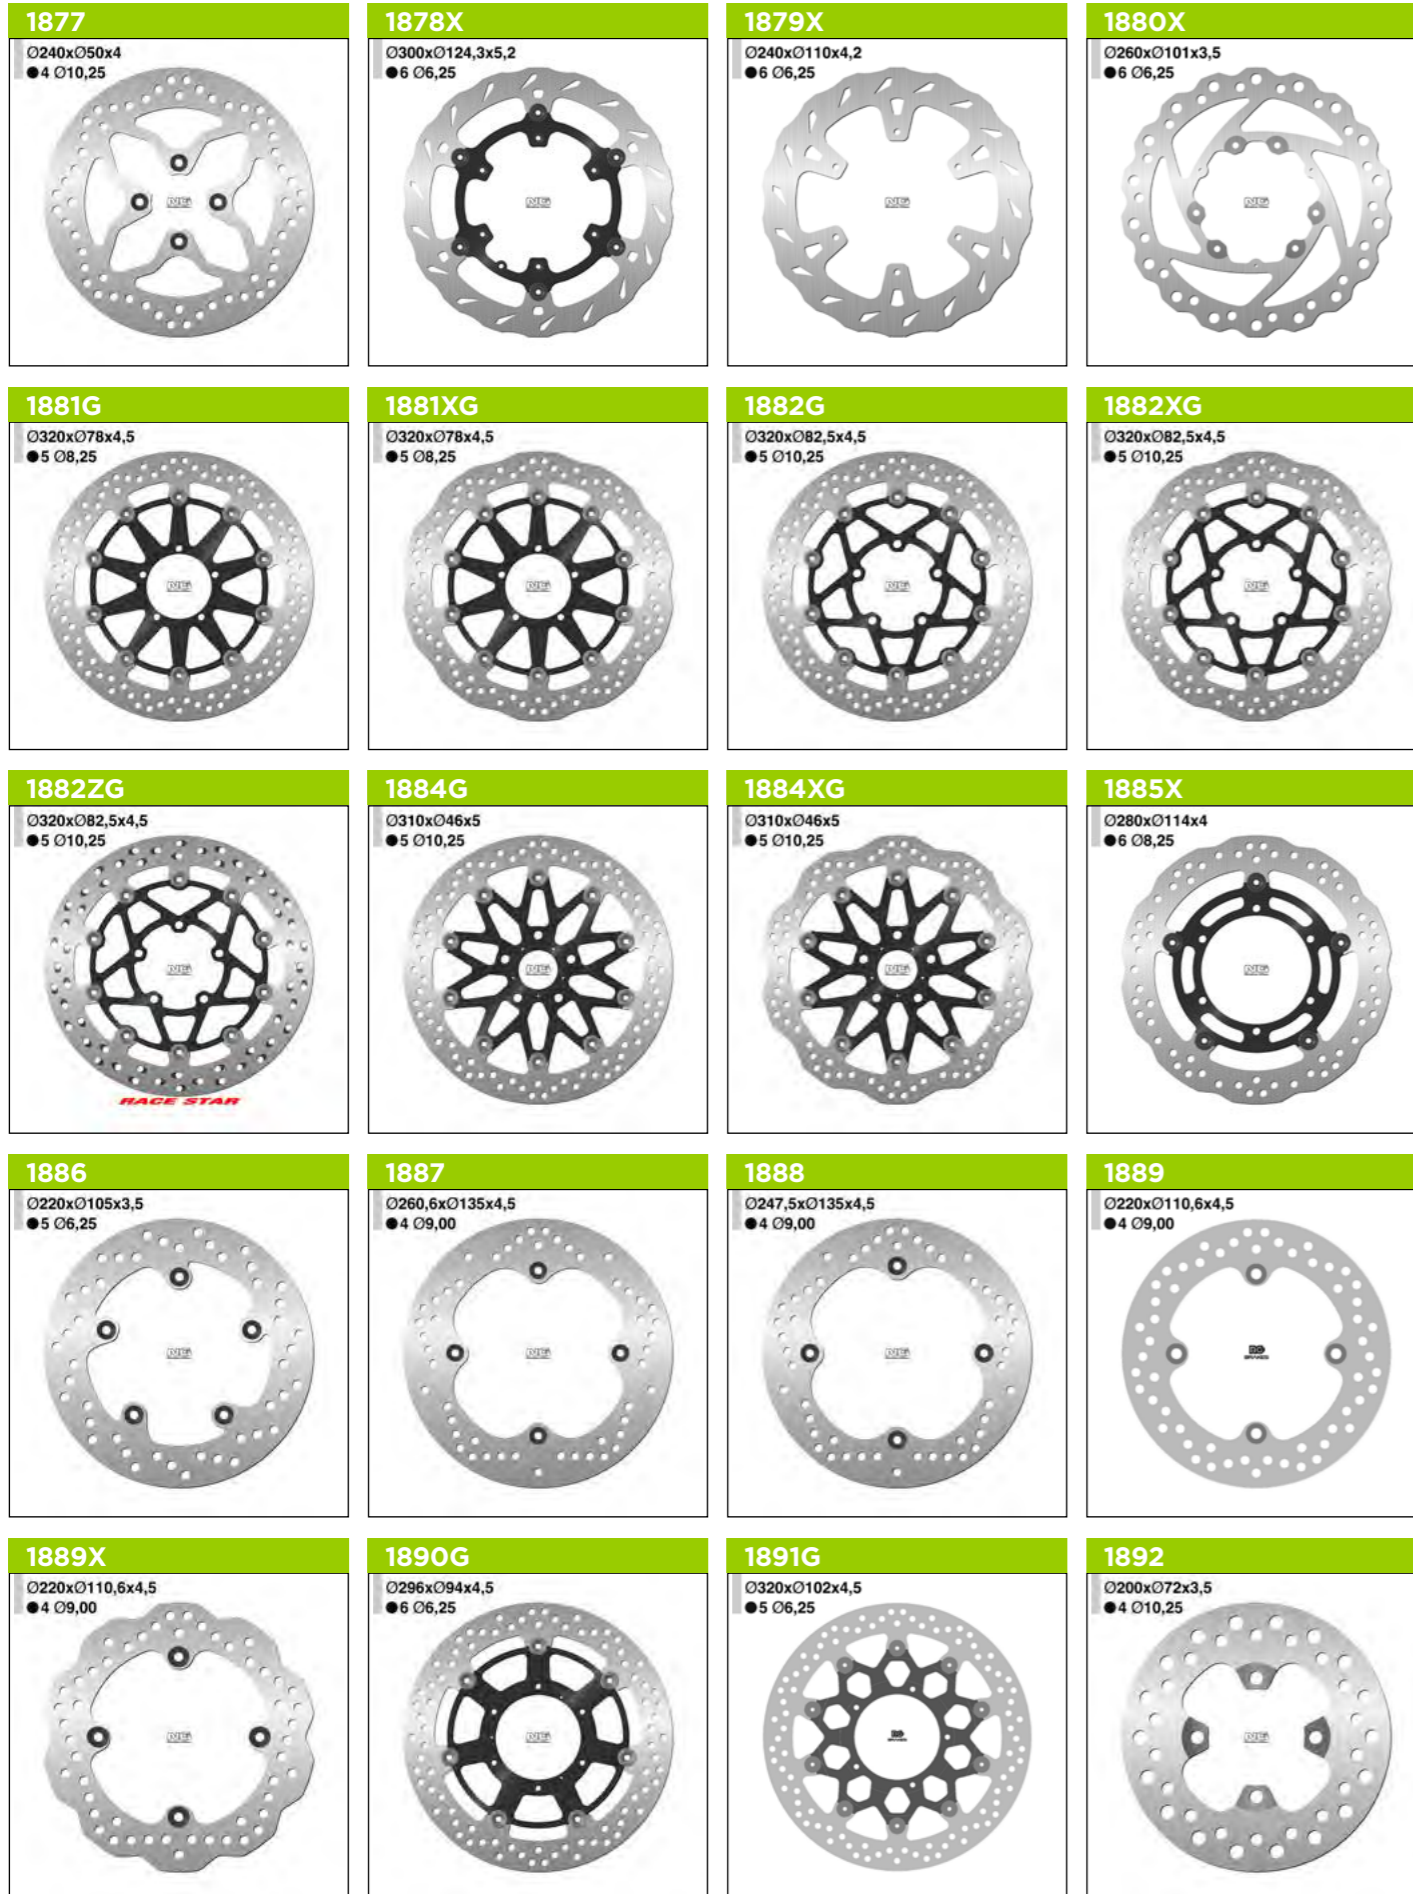 1877
Ø240xØ50x4
●4 Ø10,25
1878X
Ø300xØ124,3x5,2
●6 Ø6,25
1879X
Ø240xØ110x4,2
●6 Ø6,25
1880X
Ø260xØ101x3,5
●6 Ø6,25
1881G
Ø320xØ78x4,5
●5 Ø8,25
1881XG
Ø320xØ78x4,5
●5 Ø8,25
1882G
Ø320xØ82,5x4,5
●5 Ø10,25
1882XG
Ø320xØ82,5x4,5
●5 Ø10,25
1882ZG
Ø320xØ82,5x4,5
●5 Ø10,25
RACE STAR
1884G
Ø310xØ46x5
●5 Ø10,25
1884XG
Ø310xØ46x5
●5 Ø10,25
1885X
Ø280xØ114x4
●6 Ø8,25
1886
Ø220xØ105x3,5
●5 Ø6,25
1887
Ø260,6xØ135x4,5
●4 Ø9,00
1888
Ø247,5xØ135x4,5
●4 Ø9,00
1889
Ø220xØ110,6x4,5
●4 Ø9,00
1889X
Ø220xØ110,6x4,5
●4 Ø9,00
1890G
Ø296xØ94x4,5
●6 Ø6,25
1891G
Ø320xØ102x4,5
●5 Ø6,25
1892
Ø200xØ72x3,5
●4 Ø10,25